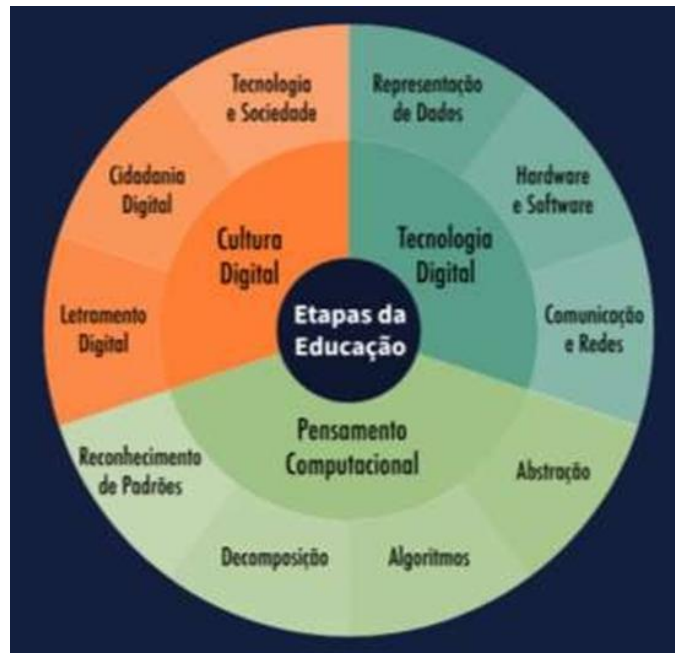 Tecnologia
e Sociedade
Representação
de Dados
Cidadania
Digital
Hardware
e Software
Cultura
Digital
Tecnologia
Digital
Letramento
Digital
Etapas da
Educação
Comunicação
e Redes
Pensamento
Computacional
Reconhecimento
de Padrões
Abstração
Decomposição
Algoritmos